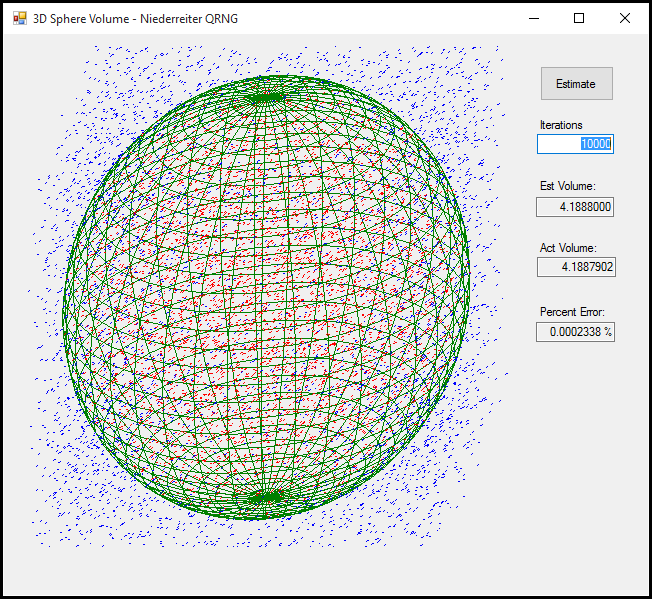 3D Sphere Volume - Niederreiter QRNG
Estimate
Iterations
10000
Est Volume:
4.1888000
Act Volume:
4.1887902
Percent Error:
0.0002338 %